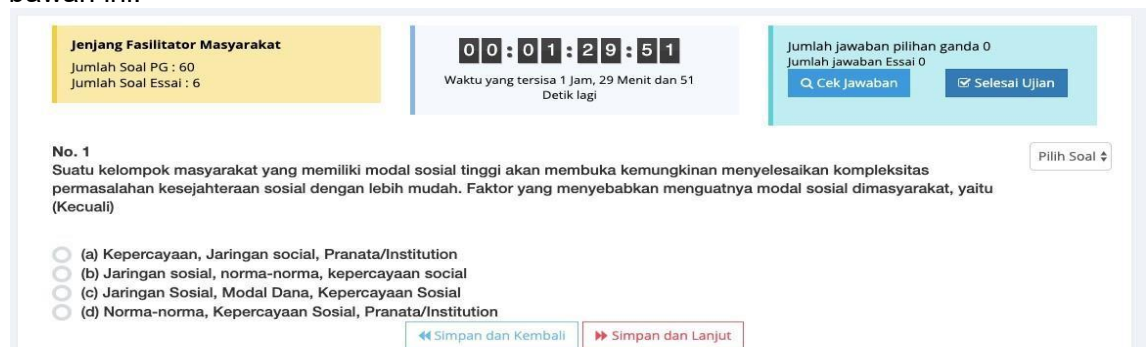 Jenjang Fasilitator Masyarakat
Jumlah Soal PG : 60
Jumlah Soal Essai : 6
00:01:29:51
Waktu yang tersisa 1 Jam, 29 Menit dan 51
Detik lagi
Jumlah jawaban pilihan ganda 0
Jumlah jawaban Essai 0
Cek Jawaban
Selesai Ujian
No. 1
Pilih Soal
Suatu kelompok masyarakat yang memiliki modal sosial tinggi akan membuka kemungkinan menyelesaikan kompleksitas
permasalahan kesejahteraan sosial dengan lebih mudah. Faktor yang menyebabkan menguatnya modal sosial dimasyarakat, yaitu
(Kecuali)
(a) Kepercayaan, Jaringan social, Pranata/Institution
(b) Jaringan sosial, norma-norma, kepercayaan social
(c) Jaringan Sosial, Modal Dana, Kepercayaan Sosial
(d) Norma-norma, Kepercayaan Sosial, Pranata/Institution
Simpan dan Kembali
Simpan dan Lanjut